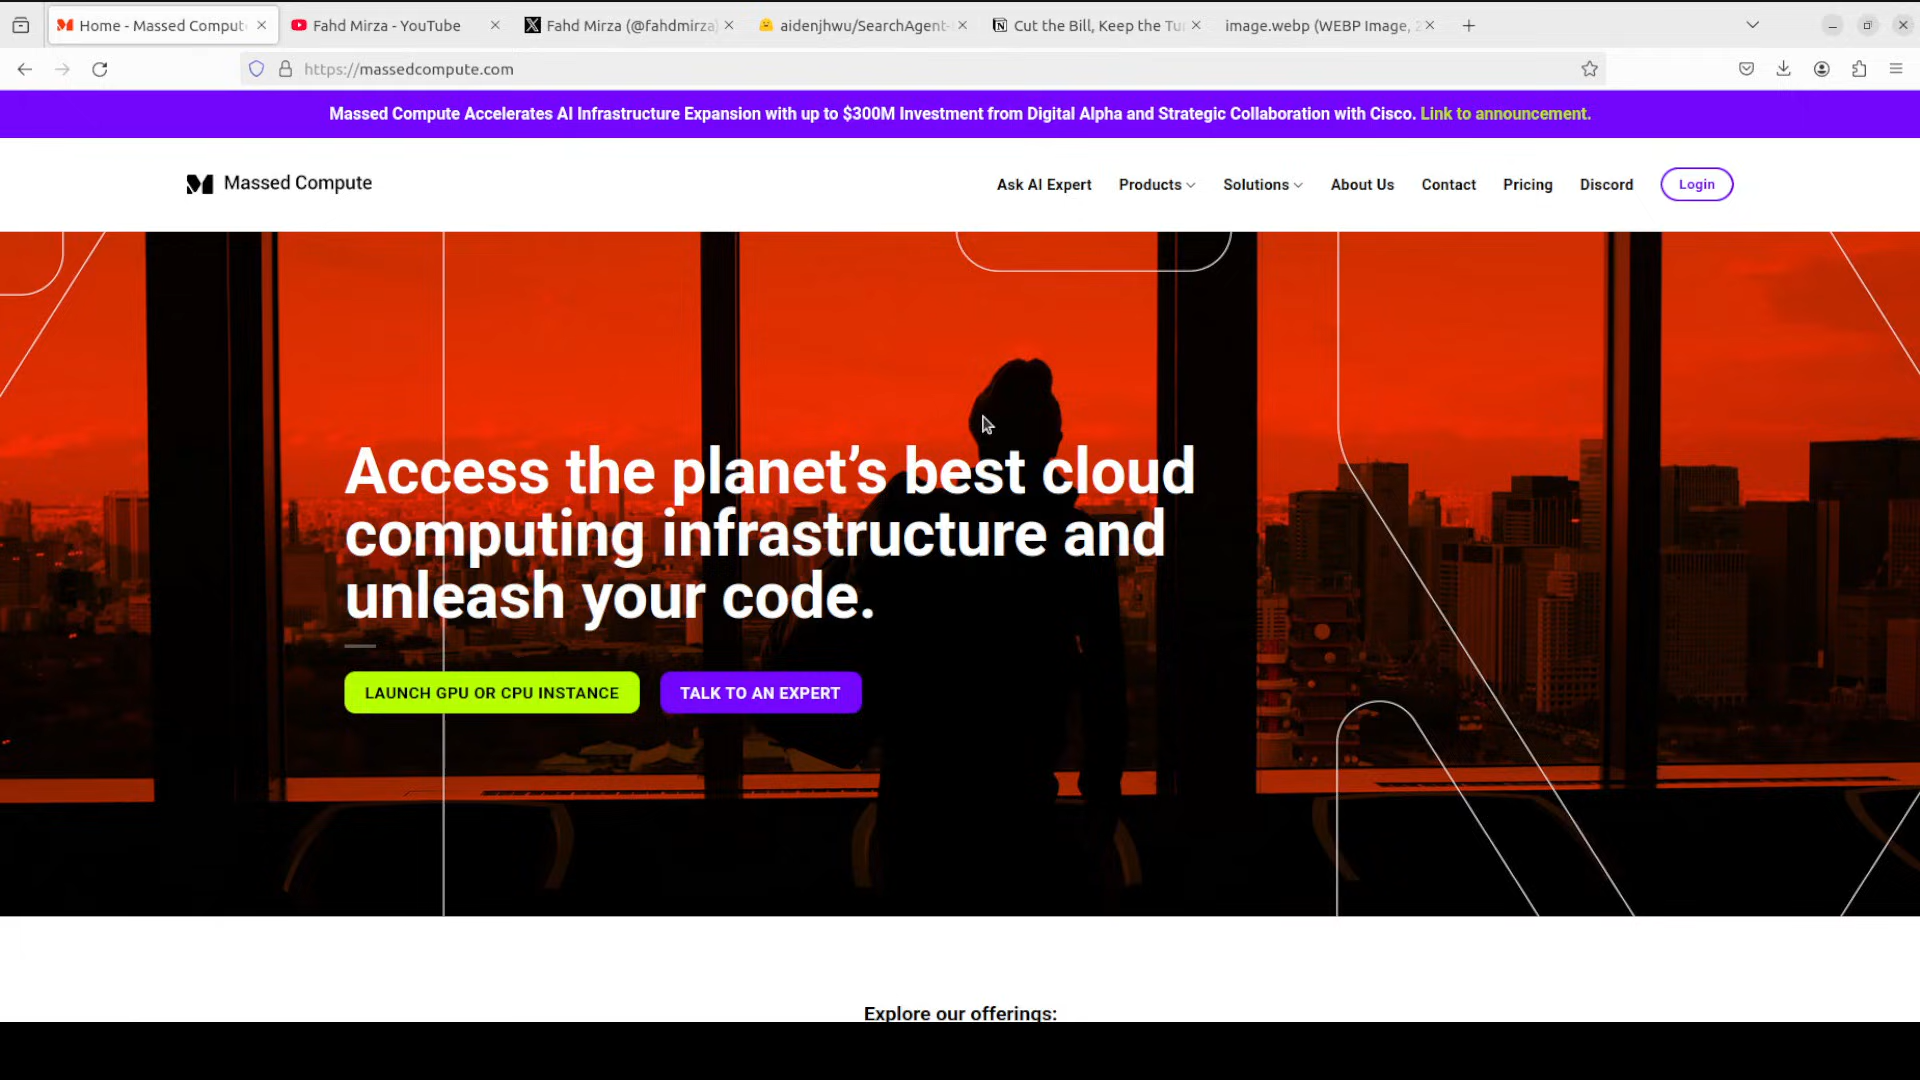 Home - Massed Compute
Fahd Mirza - YouTube
Fahd Mirza (@fahdmirza)
aidenjhwu/SearchAgent-
Cut the Bill, Keep the Tu
image.webp (WEBP Image, 2
https://massedcompute.com
Massed Compute Accelerates AI Infrastructure Expansion with up to $300M Investment from Digital Alpha and Strategic Collaboration with Cisco. Link to announcement.
Massed Compute
Ask AI Expert
Products
Solutions
About Us
Contact
Pricing
Discord
Login
Access the planet’s best cloud
computing infrastructure and
unleash your code.
LAUNCH GPU OR CPU INSTANCE
TALK TO AN EXPERT
Explore our offerings: